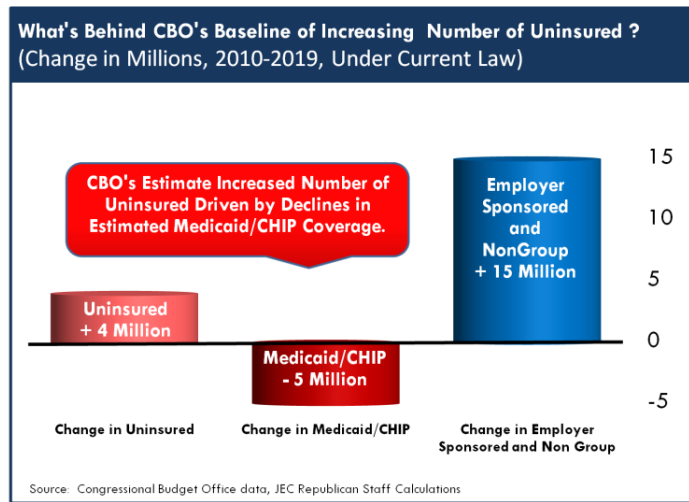 What's Behind CBO's Baseline of Increasing Number of Uninsured ?
(Change in Millions, 2010-2019, Under Current Law)
CBO's Estimate Increased Number of
Uninsured Driven by Declines in
Estimated Medicaid/CHIP Coverage.
Employer
Sponsored
and
NonGroup
+ 15 Million
15
10
5
0
-5
Uninsured
+ 4 Million
Medicaid/CHIP
- 5 Million
Change in Uninsured
Change in Medicaid/CHIP
Change in Employer
Sponsored and Non Group
Source: Congressional Budget Office data, JEC Republican Staff Calculations